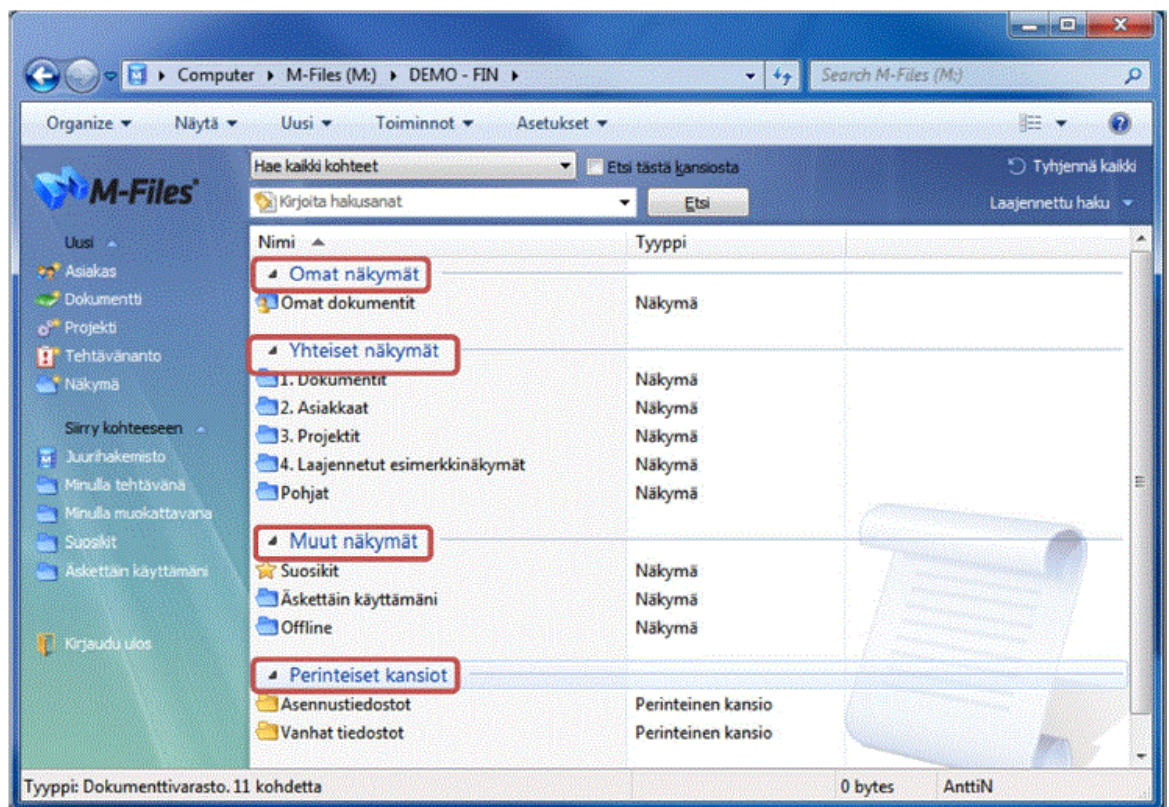 Computer ▸ M-Files (M:) ▸ DEMO - FIN ▸
Search M-Files (M:)
Organize Näytä Uusi Toiminnot Asetukset
M-Files
Hae kaikki kohteet Etsi tästä kansiosta Tyhjennä kaikki
Kirjoita hakusanat Etsi Laajennettu haku
Uusi
Asiakas
Dokumentti
Projekti
Tehtävänanto
Näkymä
Siirry kohteeseen
Juurihakemisto
Minulla tehtävänä
Minulla muokattavana
Suosikit
Äskettäin käyttämäni
Kirjaudu ulos
Nimi Tyyppi
Omat näkymät
Omat dokumentit Näkymä
Yhteiset näkymät
1. Dokumentit Näkymä
2. Asiakkaat Näkymä
3. Projektit Näkymä
4. Laajennetut esimerkkinäkymät Näkymä
Pohjat Näkymä
Muut näkymät
Suosikit Näkymä
Äskettäin käyttämäni Näkymä
Offline Näkymä
Perinteiset kansiot
Asennustiedostot Perinteinen kansio
Vanhat tiedostot Perinteinen kansio
Tyyppi: Dokumenttivarasto. 11 kohdetta 0 bytes AnttiN